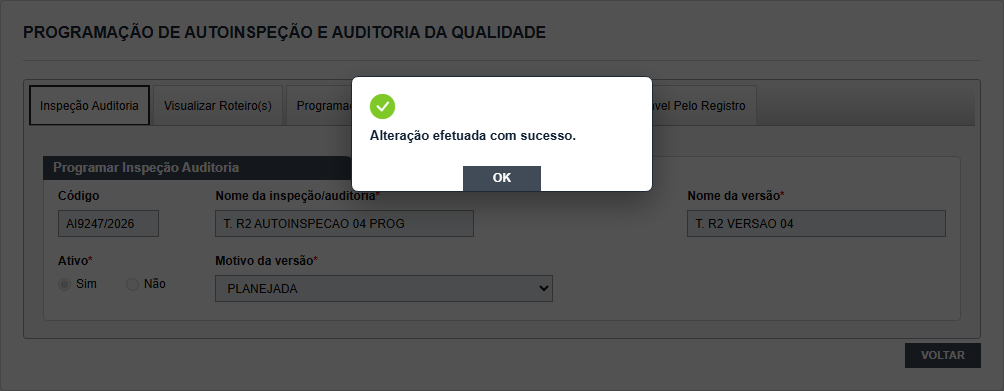 PROGRAMAÇÃO DE AUTOINSPEÇÃO E AUDITORIA DA QUALIDADE
Inspeção Auditoria
Visualizar Roteiro(s)
Pelo Registro
Alteração efetuada com sucesso.
OK
Programar Inspeção Auditoria
Código
Nome da inspeção/auditoria*
Nome da versão*
AI9247/2026
T. R2 AUTOINSPECAO 04 PROG
T. R2 VERSAO 04
Ativo*
Motivo da versão*
Sim
Não
PLANEJADA
VOLTAR